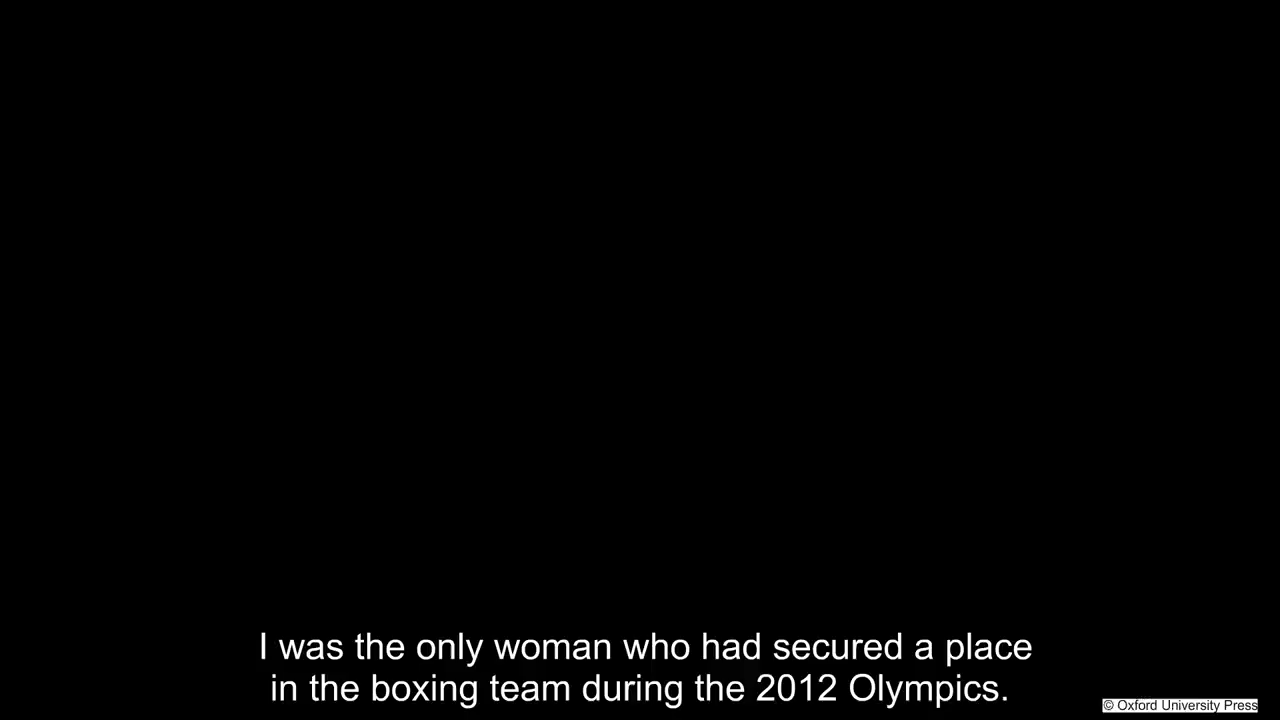 I was the only woman who had secured a place
in the boxing team during the 2012 Olympics.
© Oxford University Press